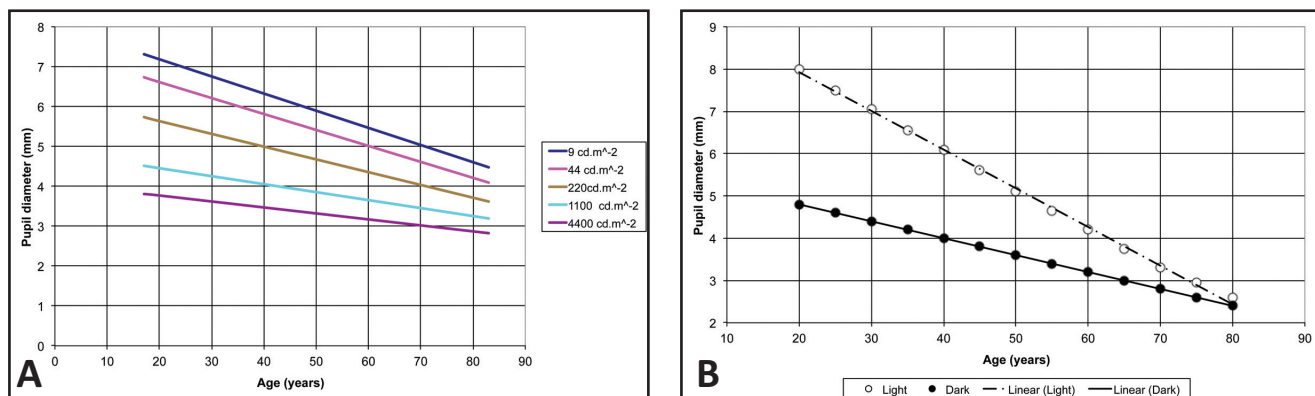 8
7
6
5
4
3
2
1
0
Pupil diameter (mm)
0 10 20 30 40 50 60 70 80 90
Age (years)
9 cd.m^-2
44 cd.m^-2
220cd.m^-2
1100 cd.m^-2
4400 cd.m^-2
A
9
8
7
6
5
4
3
2
Pupil diameter (mm)
10 20 30 40 50 60 70 80 90
Age (years)
Light Dark Linear (Light) Linear (Dark)
B